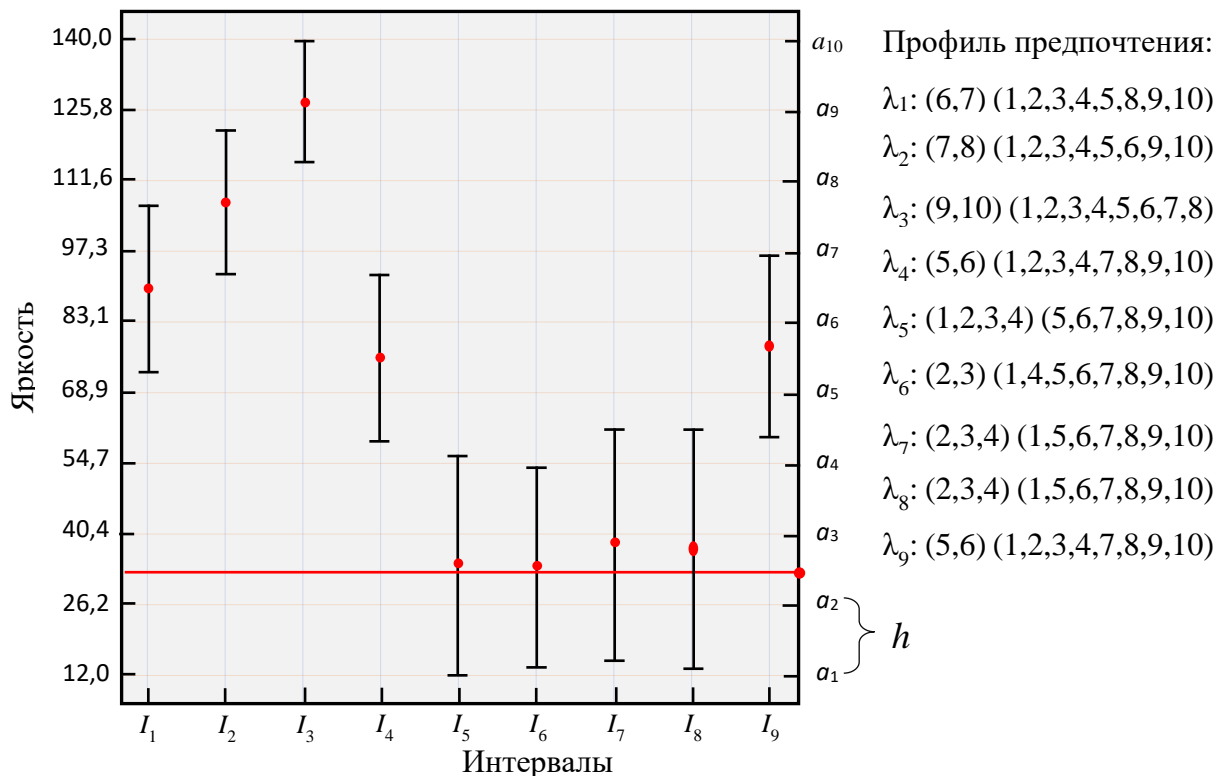 Яркость
140,0
125,8
111,6
97,3
83,1
68,9
54,7
40,4
26,2
12,0
I₁ I₂ I₃ I₄ I₅ I₆ I₇ I₈ I₉
Интервалы
a₁₀
a₉
a₈
a₇
a₆
a₅
a₄
a₃
a₂
a₁
h
Профиль предпочтения:
λ₁: (6,7) (1,2,3,4,5,8,9,10)
λ₂: (7,8) (1,2,3,4,5,6,9,10)
λ₃: (9,10) (1,2,3,4,5,6,7,8)
λ₄: (5,6) (1,2,3,4,7,8,9,10)
λ₅: (1,2,3,4) (5,6,7,8,9,10)
λ₆: (2,3) (1,4,5,6,7,8,9,10)
λ₇: (2,3,4) (1,5,6,7,8,9,10)
λ₈: (2,3,4) (1,5,6,7,8,9,10)
λ₉: (5,6) (1,2,3,4,7,8,9,10)